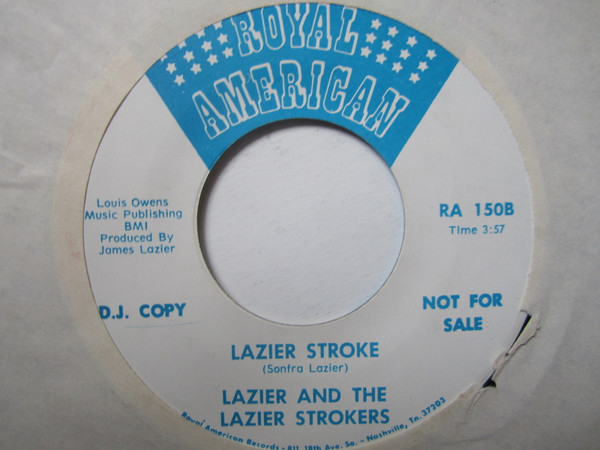 ROYAL
AMERICAN
Louis Owens
Music Publishing
BMI
Produced By
James Lazier
RA 150B
Time 3:57
D.J. COPY
NOT FOR
SALE
LAZIER STROKE
(Sonfra Lazier)
LAZIER AND THE
LAZIER STROKERS
Royal American Records - 811 18th Ave. So. - Nashville, Tn. 37203